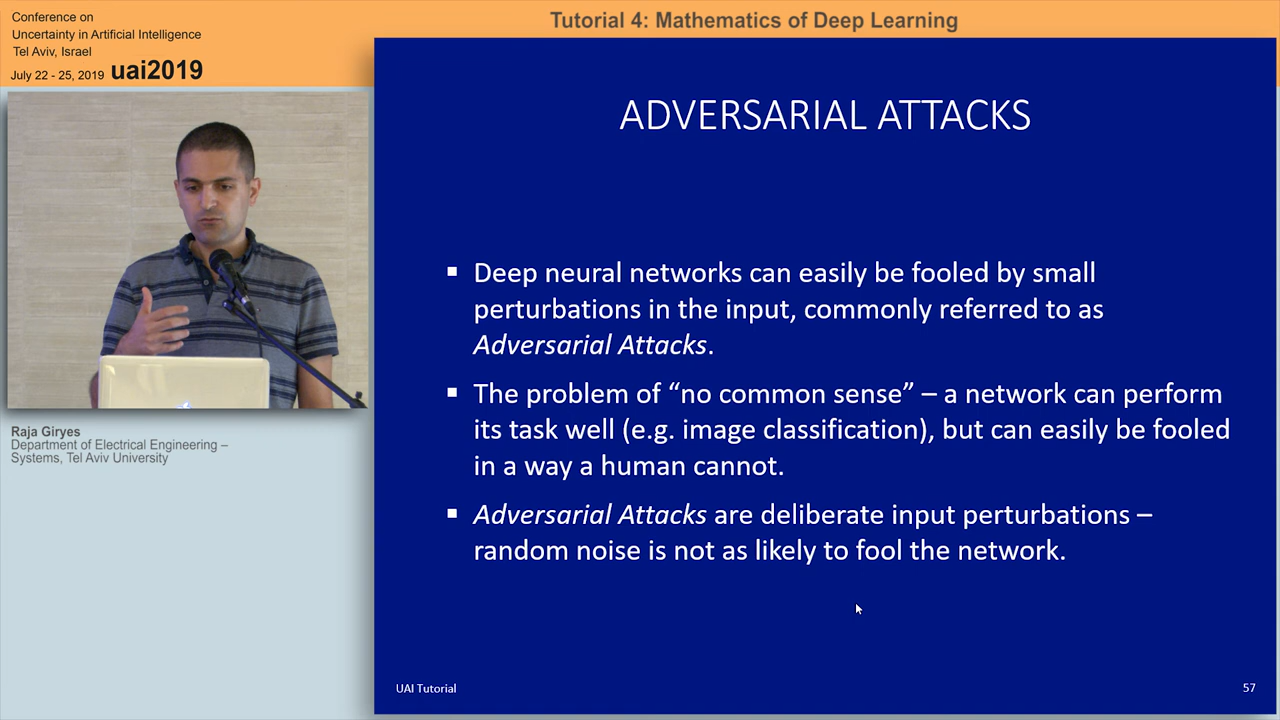 Conference on
Uncertainty in Artificial Intelligence
Tel Aviv, Israel
July 22 - 25, 2019 uai2019
Tutorial 4: Mathematics of Deep Learning
Raja Giryes
Department of Electrical Engineering –
Systems, Tel Aviv University
ADVERSARIAL ATTACKS
▪ Deep neural networks can easily be fooled by small
perturbations in the input, commonly referred to as
Adversarial Attacks.
▪ The problem of “no common sense” – a network can perform
its task well (e.g. image classification), but can easily be fooled
in a way a human cannot.
▪ Adversarial Attacks are deliberate input perturbations –
random noise is not as likely to fool the network.
UAI Tutorial
57